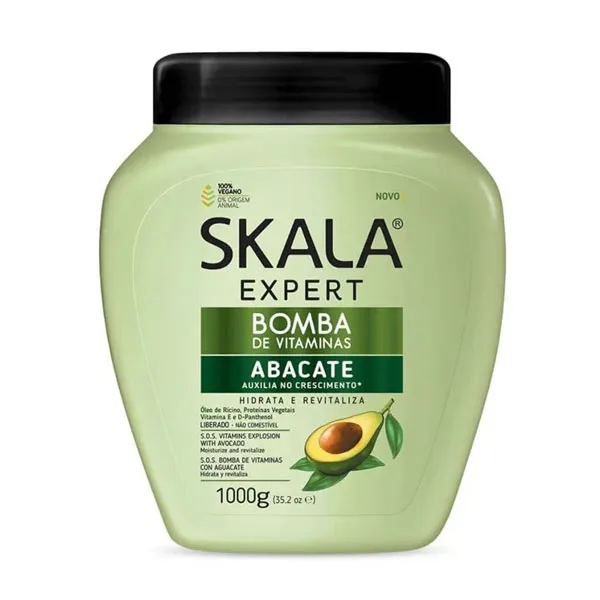 100%
VEGANO
0% ORIGEM
ANIMAL
NOVO
SKALA®
EXPERT
BOMBA
DE VITAMINAS
ABACATE
AUXILIA NO CRESCIMENTO*
HIDRATA E REVITALIZA
Óleo de Rícino, Proteínas Vegetais
Vitamina E e D-Panthenol
LIBERADO - NÃO COMESTÍVEL
S.O.S. VITAMINS EXPLOSION
WITH AVOCADO
Moisturize and revitalize
S.O.S. BOMBA DE VITAMINAS
CON AGUACATE
Hidrata y revitaliza
1000g (35.2 oz ℮)